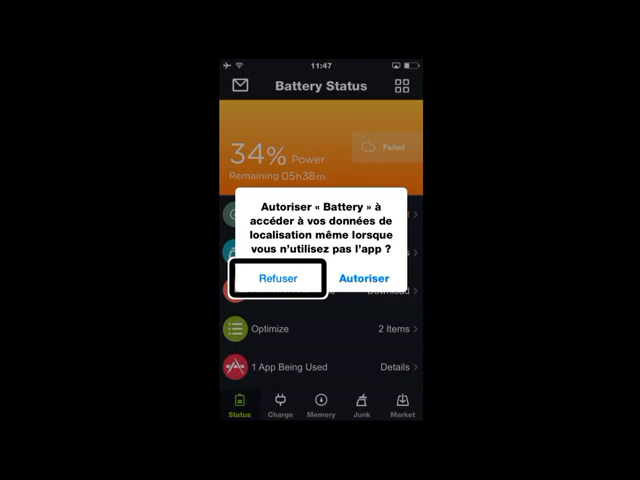 11:47
Battery Status
Failed
34% Power
Remaining 05h38m
Autoriser « Battery » à
accéder à vos données de
localisation même lorsque
vous n'utilisez pas l'app ?
Refuser Autoriser
Optimize 2 Items
1 App Being Used Details
Status Charge Memory Junk Market